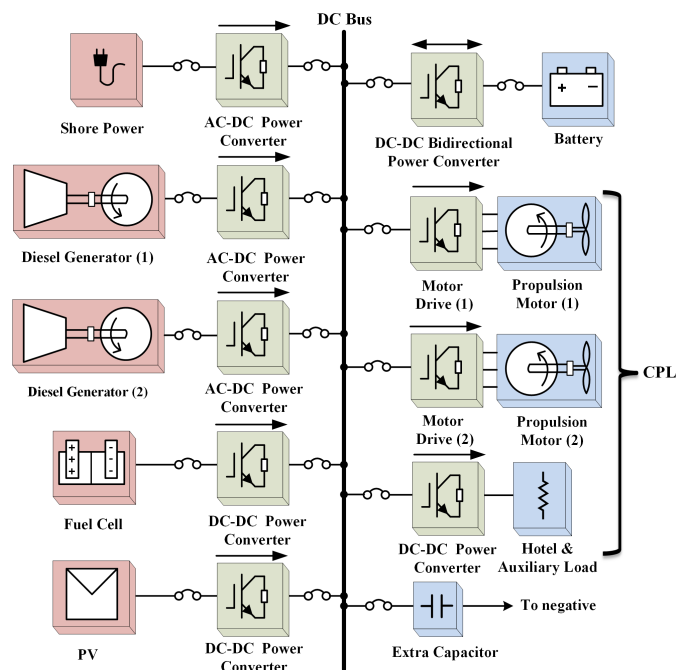 DC Bus
Shore Power
AC-DC Power
Converter
Diesel Generator (1)
AC-DC Power
Converter
Diesel Generator (2)
AC-DC Power
Converter
Fuel Cell
DC-DC Power
Converter
PV
DC-DC Power
Converter
DC-DC Bidirectional
Power Converter
+ −
Battery
Motor
Drive (1)
Propulsion
Motor (1)
Motor
Drive (2)
Propulsion
Motor (2)
CPL
DC-DC Power
Converter
Hotel &
Auxiliary Load
Extra Capacitor
To negative